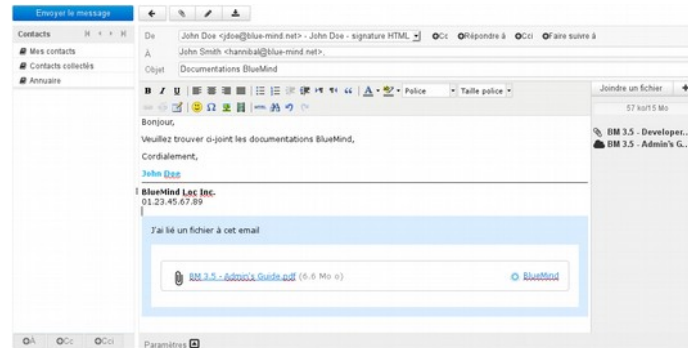 Envoyer le message
Contacts
Mes contacts
Contacts collectés
Annuaire
De John Doe <jdoe@blue-mind.net> - John Doe - signature HTML Cc Répondre à Cci Faire suivre à
À John Smith <hannibal@blue-mind.net>,
Objet Documentations BlueMind
B I U Police Taille police
Joindre un fichier +
57 ko/15 Mo
BM 3.5 - Developer...
BM 3.5 - Admin's G...
Bonjour,
Veuillez trouver ci-joint les documentations BlueMind,
Cordialement,
John Doe
BlueMind Loc Inc.
01.23.45.67.89
J'ai lié un fichier à cet email
BM 3.5 - Admin's Guide.pdf (6.6 Mo o) BlueMind
À Cc Cci
Paramètres